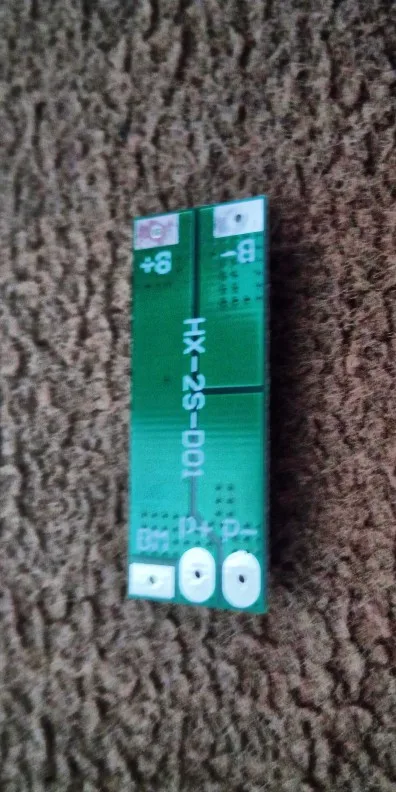 B+
B-
HX-2S-D01
BM
P+
P-